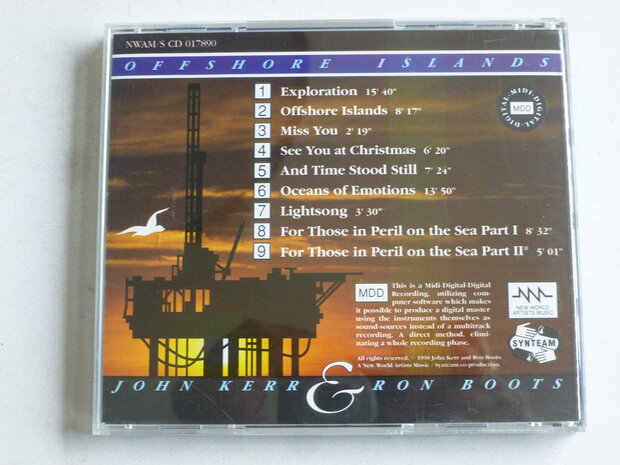 NWAM/S CD 017890
OFFSHORE ISLANDS
1 Exploration 15' 40"
2 Offshore Islands 8' 17"
3 Miss You 2' 19"
4 See You at Christmas 6' 20"
5 And Time Stood Still 7' 24"
6 Oceans of Emotions 13' 50"
7 Lightsong 3' 30"
8 For Those in Peril on the Sea Part I 8' 32"
9 For Those in Peril on the Sea Part II* 5' 01"
MIDI-DIGITAL-DIGITAL
MDD
MDD
This is a Midi-Digital-Digital
Recording, utilizing com-
puter software which makes
it possible to produce a digital master
using the instruments themselves as
sound-sources instead of a multitrack
recording. A direct method, elimi-
nating a whole recording phase.
All rights reserved. 1990 John Kerr and Ron Boots.
A New World Artists Music / Synteam co production.
NEW WORLD
ARTISTS MUSIC
SYNTEAM
JOHN KERR & RON BOOTS